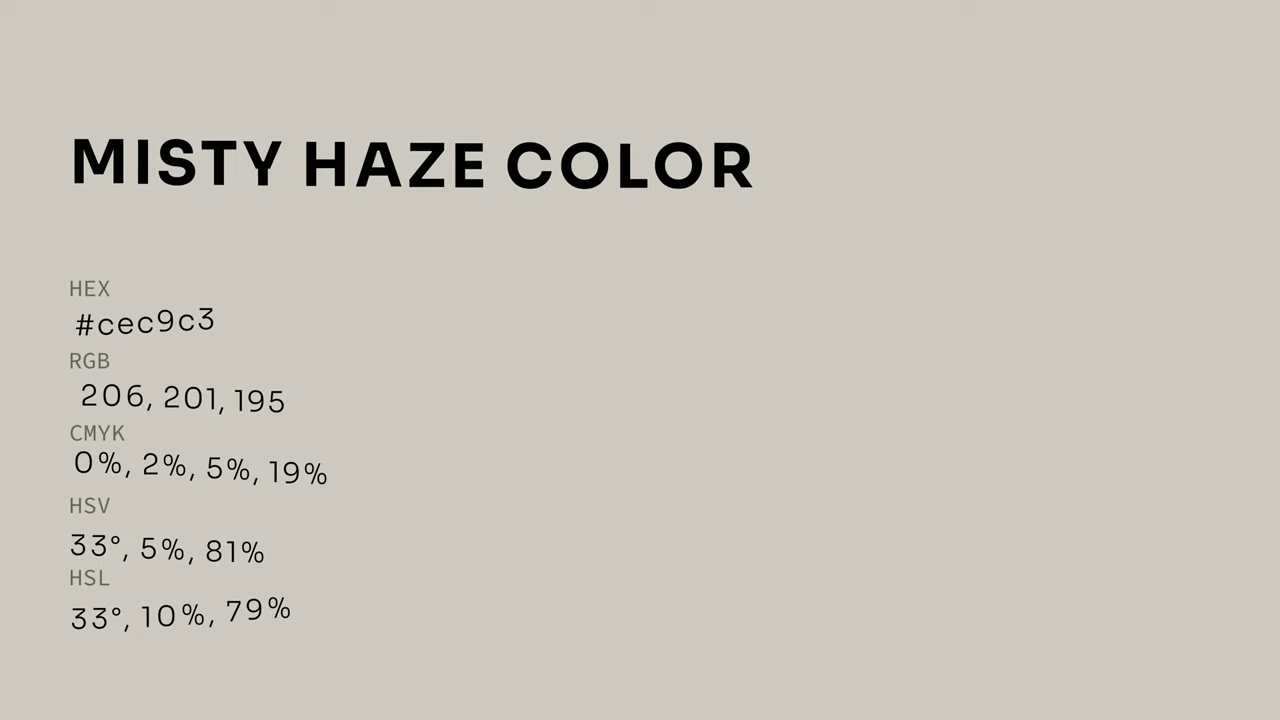 MISTY HAZE COLOR
HEX
#cec9c3
RGB
206, 201, 195
CMYK
0%, 2%, 5%, 19%
HSV
33°, 5%, 81%
HSL
33°, 10%, 79%